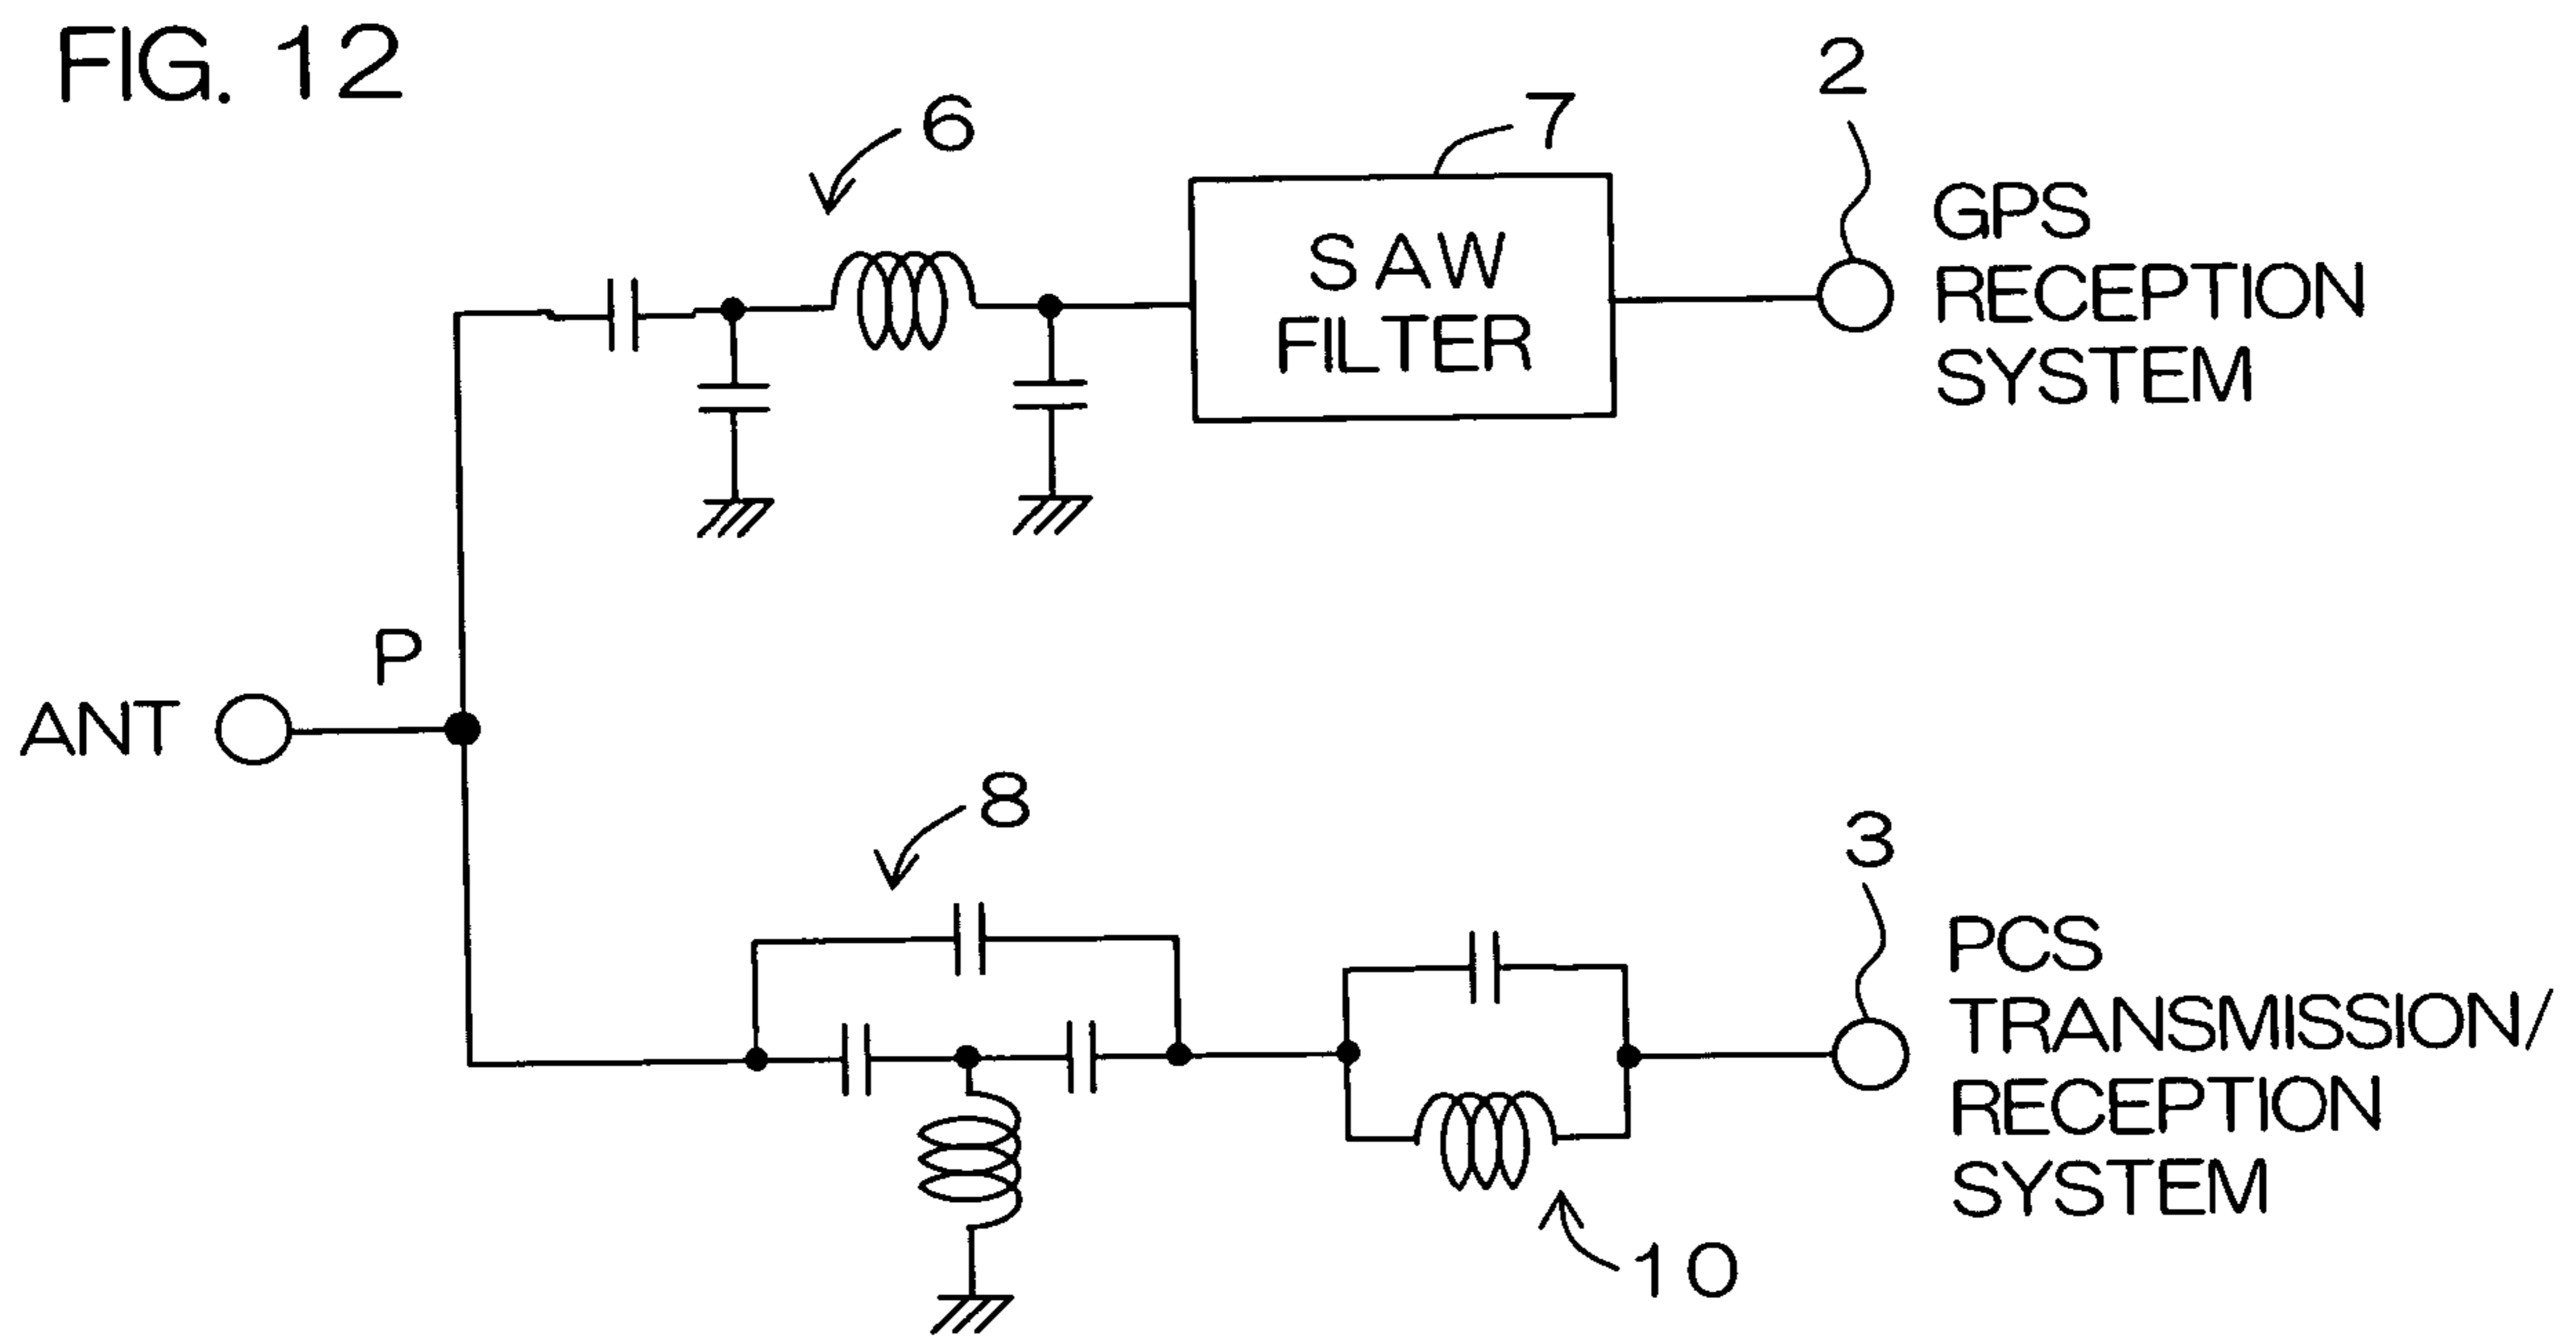 FIG. 12
6
7
2
SAW
FILTER
GPS
RECEPTION
SYSTEM
P
ANT
8
3
PCS
TRANSMISSION/
RECEPTION
SYSTEM
10